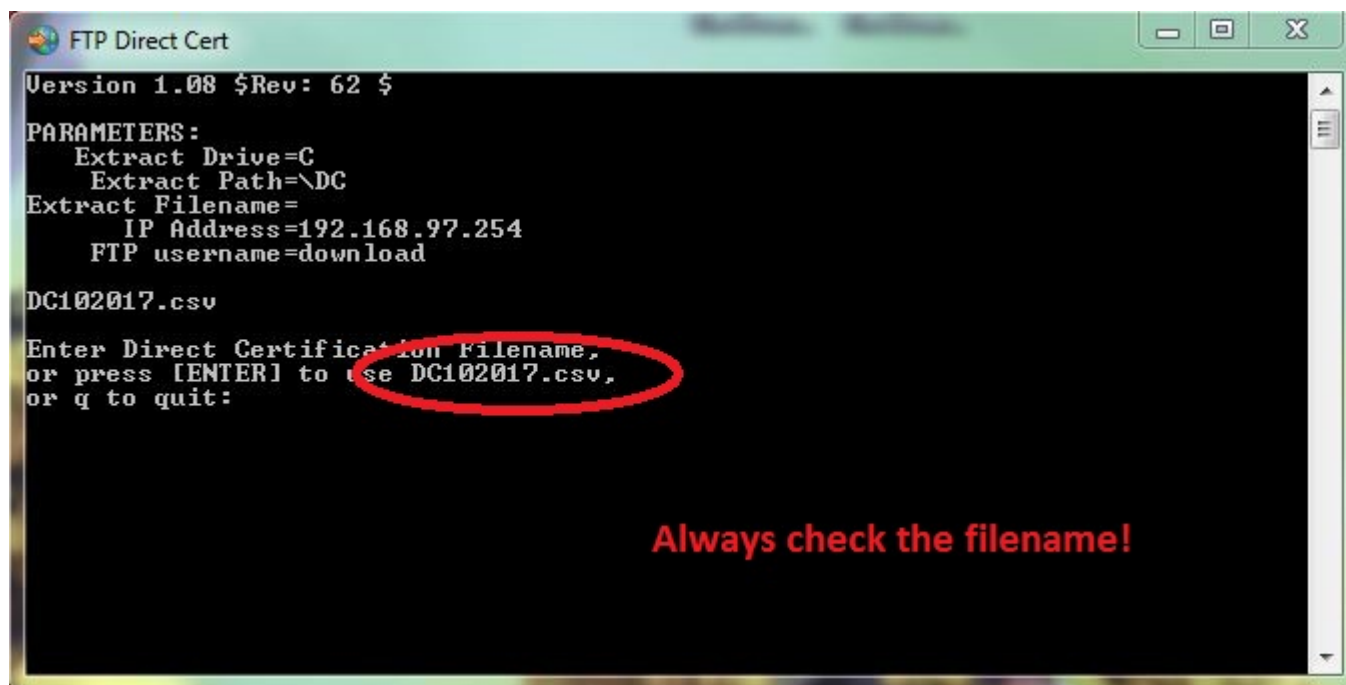 FTP Direct Cert
Version 1.08 $Rev: 62 $
PARAMETERS:
Extract Drive=C
Extract Path=\DC
Extract Filename=
IP Address=192.168.97.254
FTP username=download
DC102017.csv
Enter Direct Certification Filename,
or press [ENTER] to use DC102017.csv,
or q to quit:
Always check the filename!